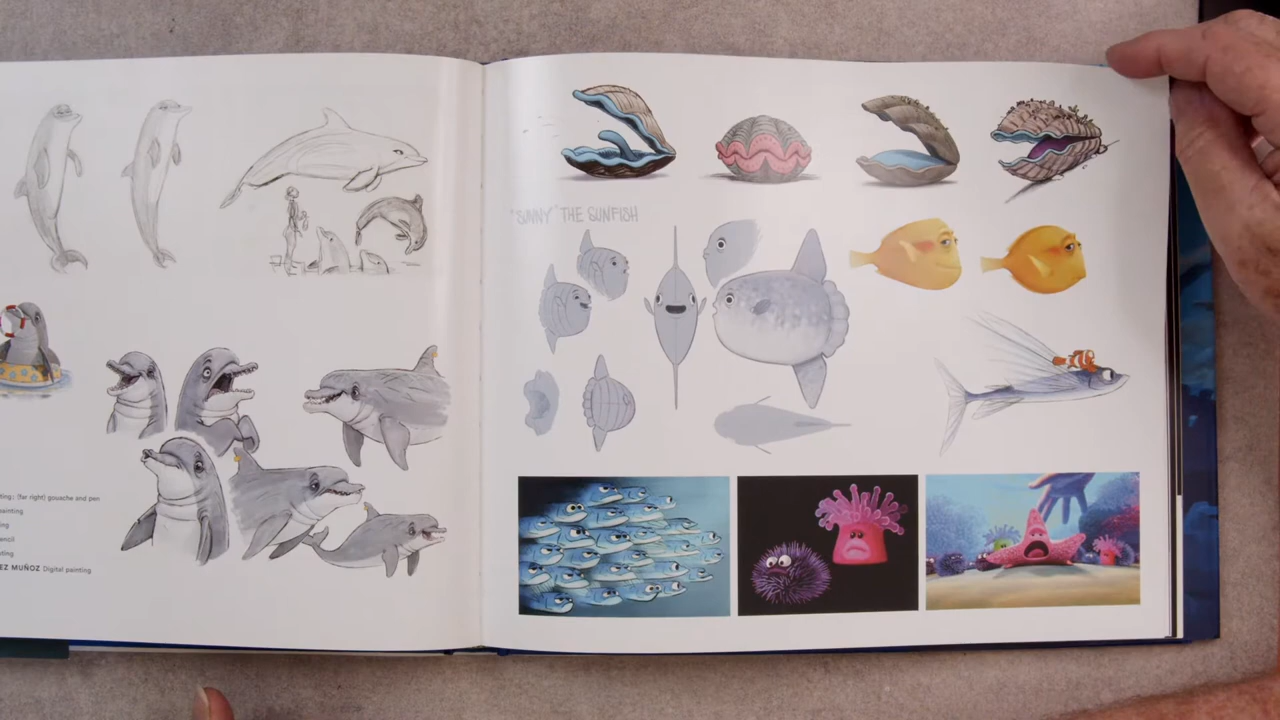 "SUNNY" THE SUNFISH
ting; (far right) gouache and pen
painting
ing
encil
ting
EZ MUÑOZ Digital painting